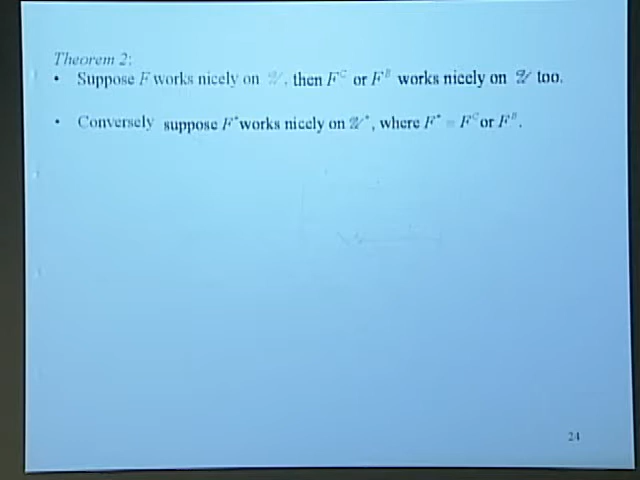 Theorem 2:
• Suppose F works nicely on 𝒰, then F^C or F^B works nicely on 𝒰 too.
• Conversely suppose F* works nicely on 𝒰*, where F* = F^C or F^B.
24